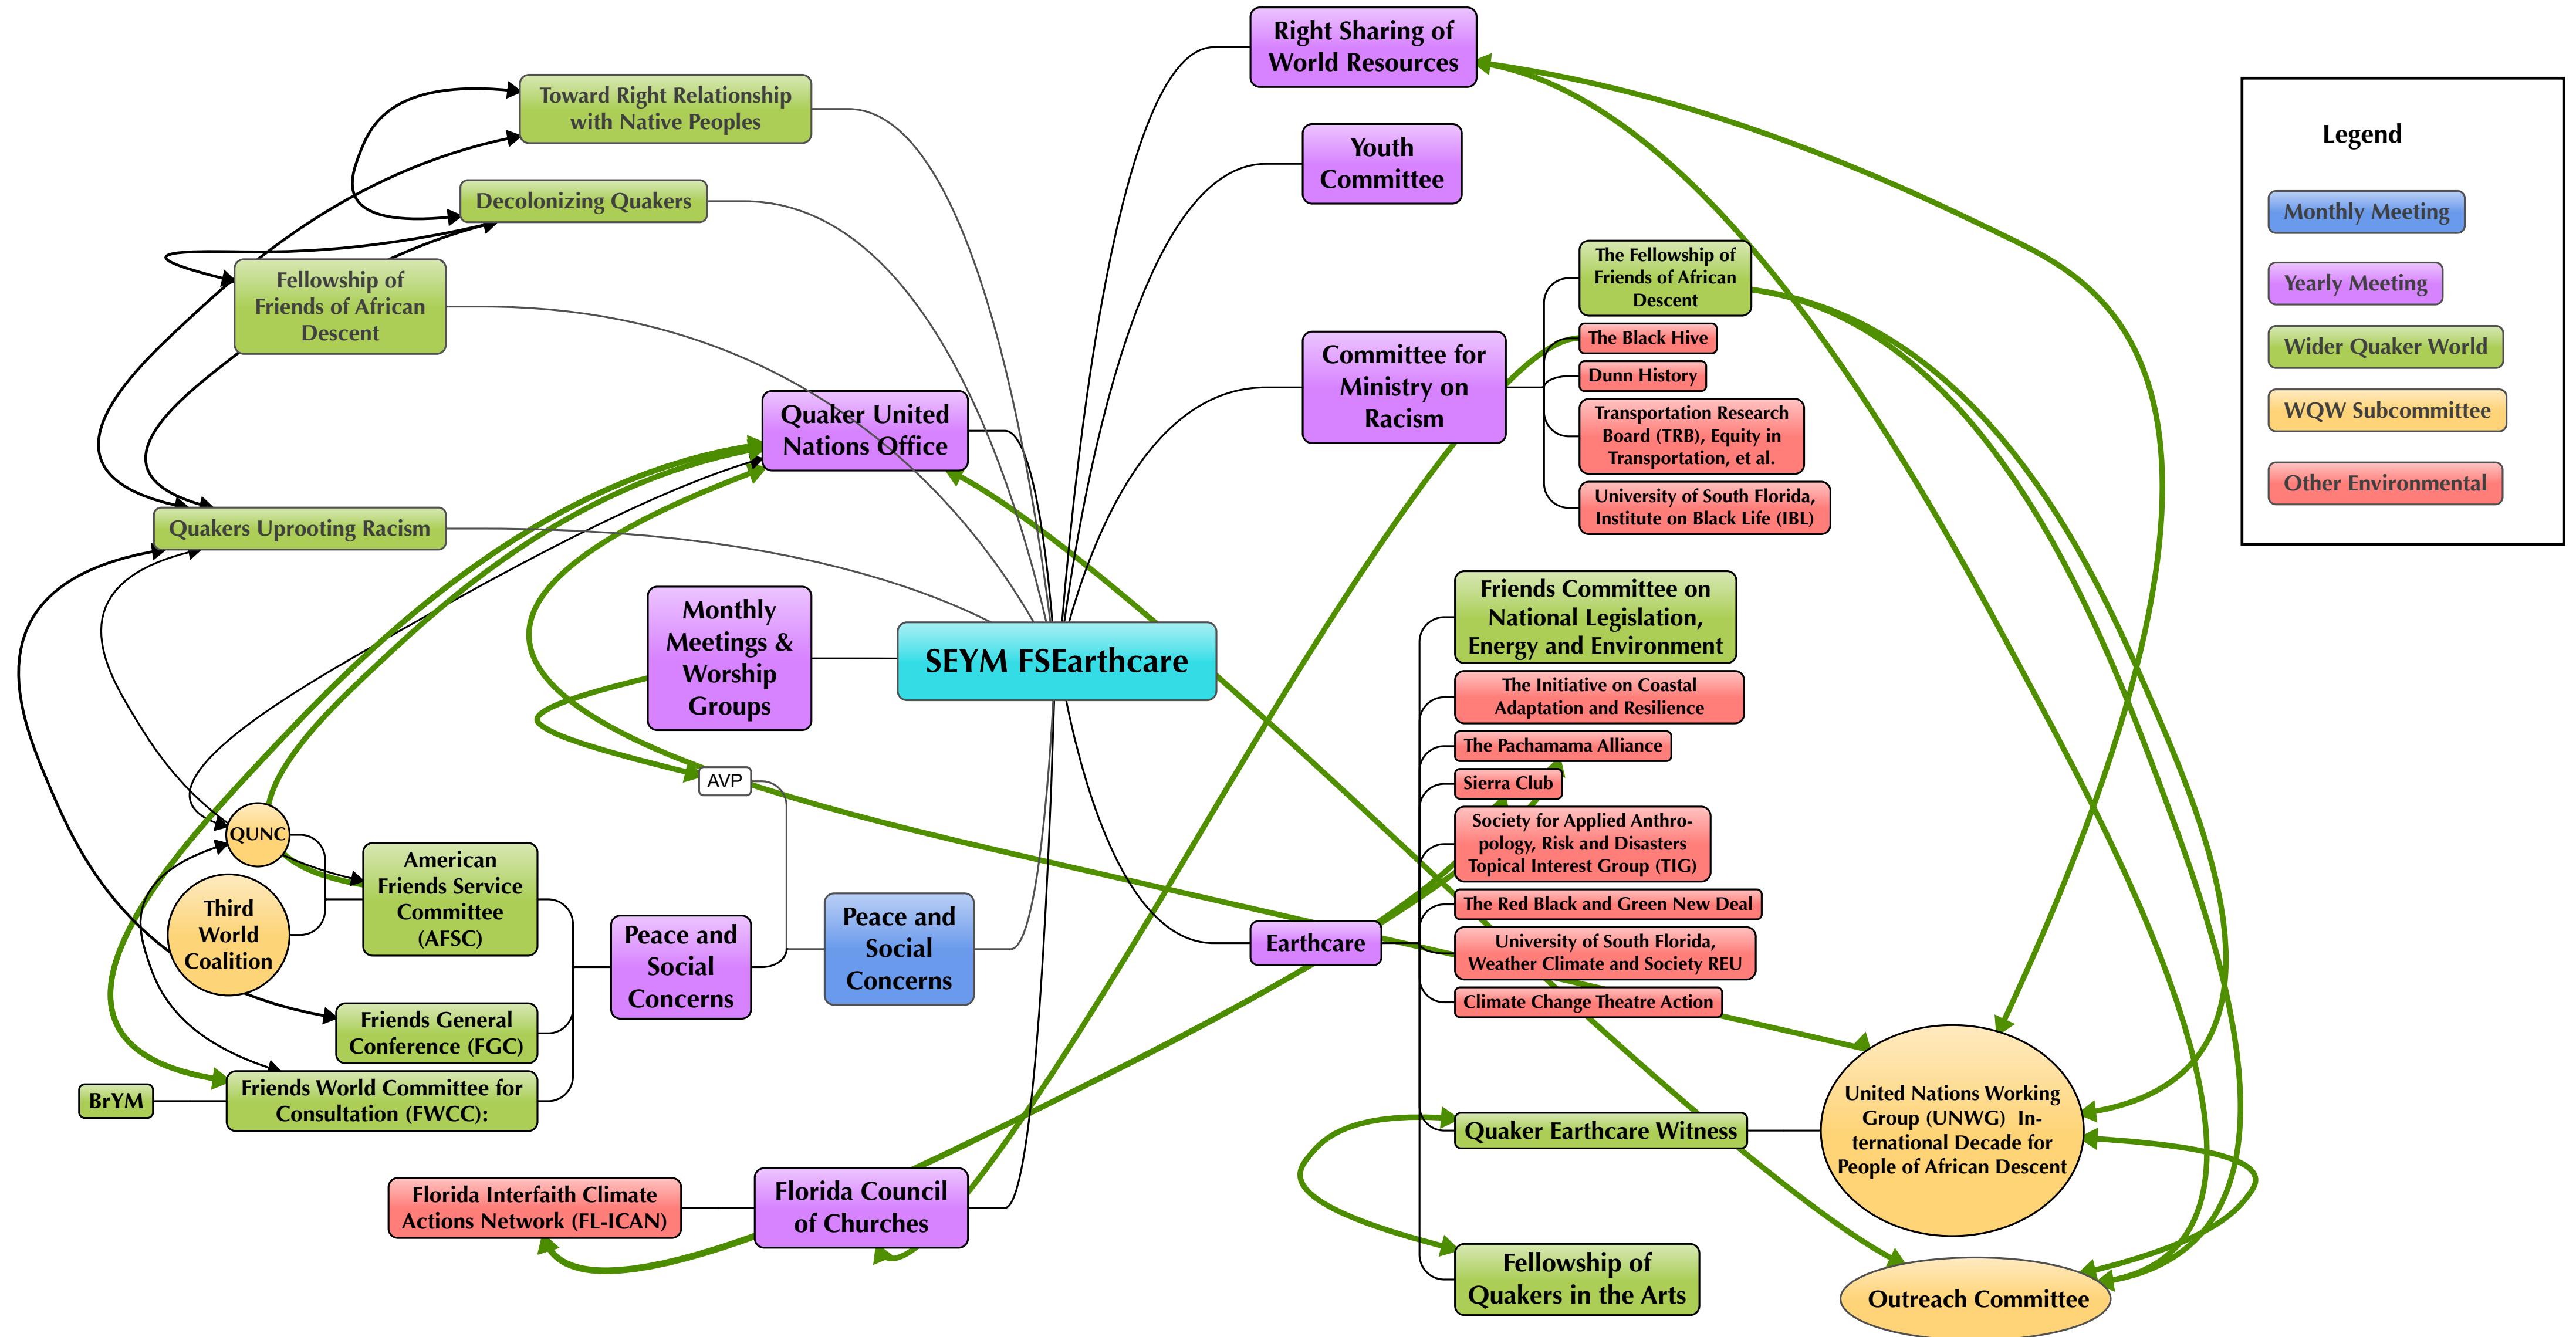 Right Sharing of
World Resources
Youth
Committee
Toward Right Relationship
with Native Peoples
Decolonizing Quakers
Fellowship of
Friends of African
Descent
Quaker United
Nations Office
Quakers Uprooting Racism
Monthly
Meetings &
Worship
Groups
SEYM FSEarthcare
AVP
QUNC
Third
World
Coalition
American
Friends Service
Committee
(AFSC)
Friends General
Conference (FGC)
BrYM
Friends World Committee for
Consultation (FWCC):
Peace and
Social
Concerns
Peace and
Social
Concerns
Florida Interfaith Climate
Actions Network (FL-ICAN)
Florida Council
of Churches
Committee for
Ministry on
Racism
The Fellowship of
Friends of African
Descent
The Black Hive
Dunn History
Transportation Research
Board (TRB), Equity in
Transportation, et al.
University of South Florida,
Institute on Black Life (IBL)
Earthcare
Friends Committee on
National Legislation,
Energy and Environment
The Initiative on Coastal
Adaptation and Resilience
The Pachamama Alliance
Sierra Club
Society for Applied Anthro-
pology, Risk and Disasters
Topical Interest Group (TIG)
The Red Black and Green New Deal
University of South Florida,
Weather Climate and Society REU
Climate Change Theatre Action
Quaker Earthcare Witness
Fellowship of
Quakers in the Arts
United Nations Working
Group (UNWG) In-
ternational Decade for
People of African Descent
Outreach Committee
Legend
Monthly Meeting
Yearly Meeting
Wider Quaker World
WQW Subcommittee
Other Environmental